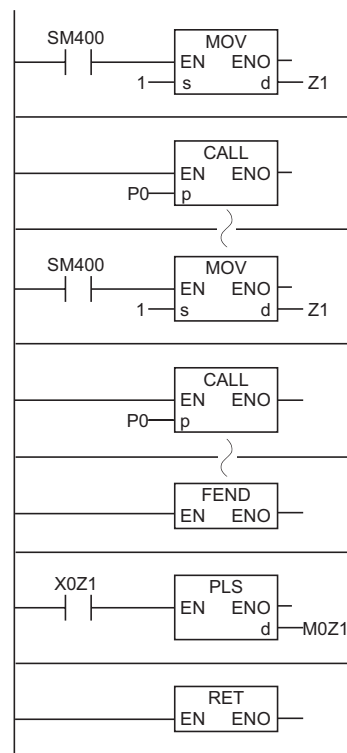 SM400
MOV
EN ENO
1 s d Z1
CALL
EN ENO
P0 p
SM400
MOV
EN ENO
1 s d Z1
CALL
EN ENO
P0 p
FEND
EN ENO
X0Z1
PLS
EN ENO
d M0Z1
RET
EN ENO